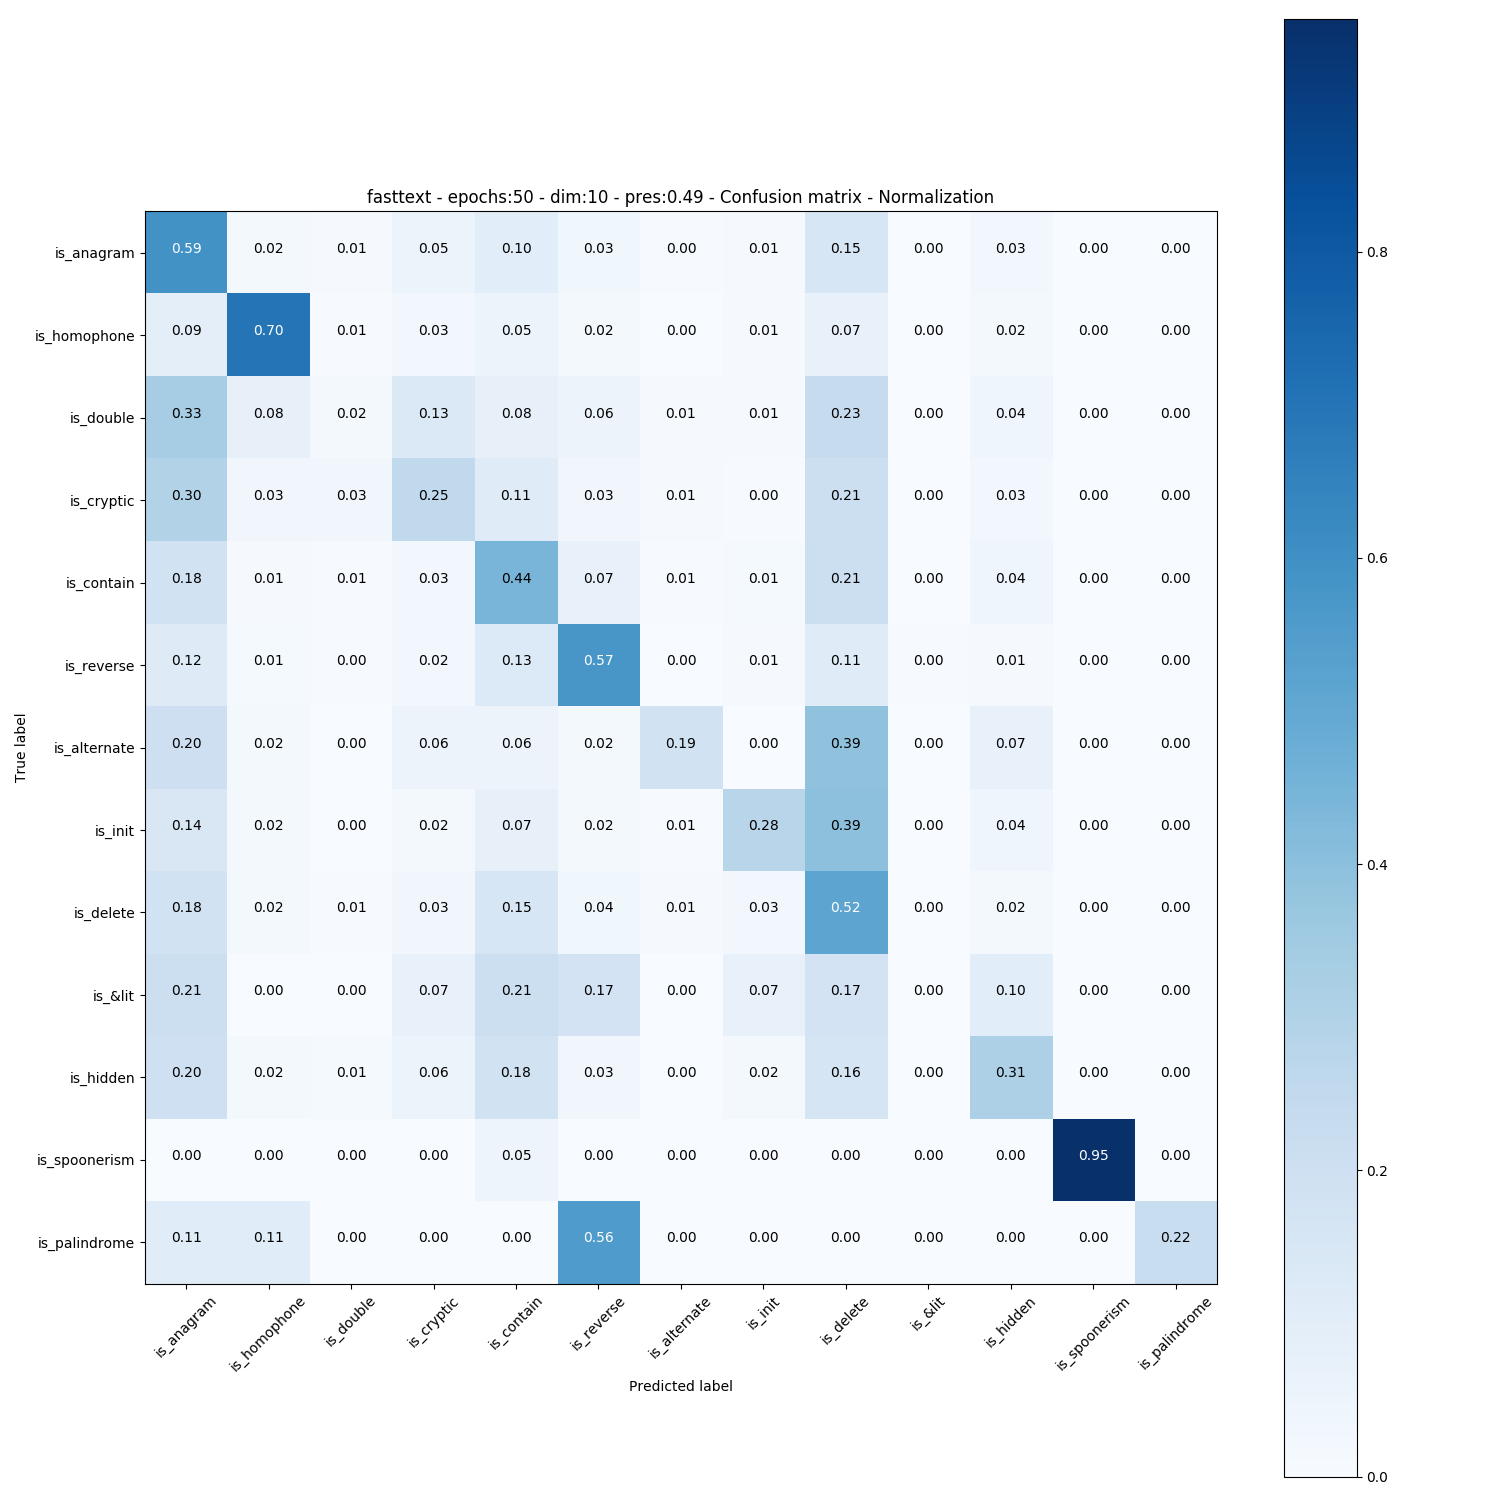 fasttext - epochs:50 - dim:10 - pres:0.49 - Confusion matrix - Normalization
is_anagram 0.59 0.02 0.01 0.05 0.10 0.03 0.00 0.01 0.15 0.00 0.03 0.00 0.00
is_homophone 0.09 0.70 0.01 0.03 0.05 0.02 0.00 0.01 0.07 0.00 0.02 0.00 0.00
is_double 0.33 0.08 0.02 0.13 0.08 0.06 0.01 0.01 0.23 0.00 0.04 0.00 0.00
is_cryptic 0.30 0.03 0.03 0.25 0.11 0.03 0.01 0.00 0.21 0.00 0.03 0.00 0.00
is_contain 0.18 0.01 0.01 0.03 0.44 0.07 0.01 0.01 0.21 0.00 0.04 0.00 0.00
is_reverse 0.12 0.01 0.00 0.02 0.13 0.57 0.00 0.01 0.11 0.00 0.01 0.00 0.00
is_alternate 0.20 0.02 0.00 0.06 0.06 0.02 0.19 0.00 0.39 0.00 0.07 0.00 0.00
is_init 0.14 0.02 0.00 0.02 0.07 0.02 0.01 0.28 0.39 0.00 0.04 0.00 0.00
is_delete 0.18 0.02 0.01 0.03 0.15 0.04 0.01 0.03 0.52 0.00 0.02 0.00 0.00
is_&lit 0.21 0.00 0.00 0.07 0.21 0.17 0.00 0.07 0.17 0.00 0.10 0.00 0.00
is_hidden 0.20 0.02 0.01 0.06 0.18 0.03 0.00 0.02 0.16 0.00 0.31 0.00 0.00
is_spoonerism 0.00 0.00 0.00 0.00 0.05 0.00 0.00 0.00 0.00 0.00 0.00 0.95 0.00
is_palindrome 0.11 0.11 0.00 0.00 0.00 0.56 0.00 0.00 0.00 0.00 0.00 0.00 0.22
True label
is_anagram is_homophone is_double is_cryptic is_contain is_reverse is_alternate is_init is_delete is_&lit is_hidden is_spoonerism is_palindrome
Predicted label
0.8
0.6
0.4
0.2
0.0